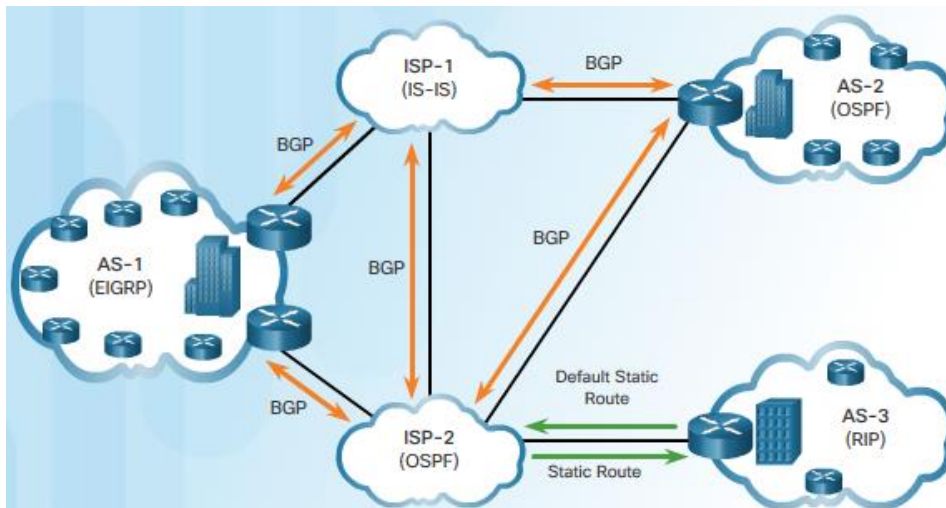 ISP-1
(IS-IS)
BGP
AS-2
(OSPF)
BGP
BGP
BGP
AS-1
(EIGRP)
BGP
ISP-2
(OSPF)
Default Static
Route
Static Route
AS-3
(RIP)